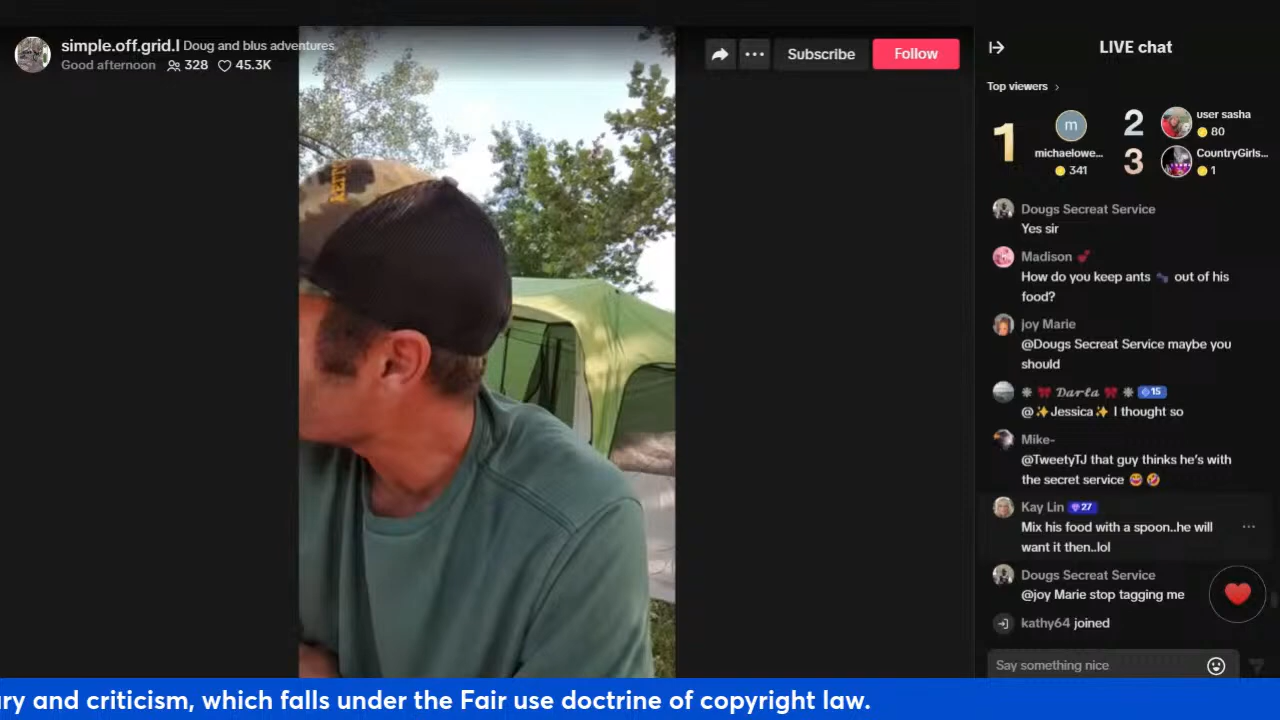 simple.off.grid.l Doug and blus adventures
Good afternoon 328 45.3K
Subscribe
Follow
LIVE chat
Top viewers >
1
m
michaelowe...
341
2
user sasha
80
3
CountryGirls...
1
Dougs Secreat Service
Yes sir
Madison 💕
How do you keep ants 🐜 out of his
food?
joy Marie
@Dougs Secreat Service maybe you
should
⁕ 🎀 𝓓𝓪𝓻𝓵𝓪 🎀 ⁕ 15
@✨Jessica✨ I thought so
Mike-
@TweetyTJ that guy thinks he's with
the secret service 😆 🤣
Kay Lin 27
Mix his food with a spoon..he will
want it then..lol
Dougs Secreat Service
@joy Marie stop tagging me
kathy64 joined
Say something nice
ry and criticism, which falls under the Fair use doctrine of copyright law.